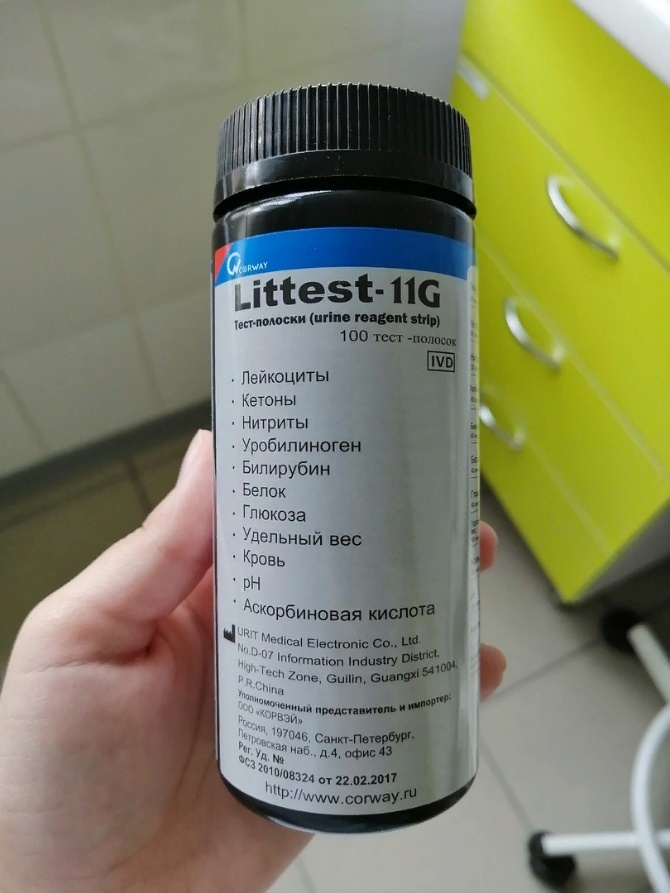 CORWAY
Littest-11G
Тест-полоски (urine reagent strip)
100 тест -полосок
IVD
· Лейкоциты
· Кетоны
· Нитриты
· Уробилиноген
· Билирубин
· Белок
· Глюкоза
· Удельный вес
· Кровь
· pH
· Аскорбиновая кислота
URIT Medical Electronic Co., Ltd.
No.D-07 Information Industry District,
High-Tech Zone, Guilin, Guangxi 541004,
P.R.China
Уполномоченный представитель и импортер:
ООО «КОРВЭЙ»
Россия, 197046, Санкт-Петербург,
Петровская наб., д.4, офис 43
Рег. Уд. №
ФСЗ 2010/08324 от 22.02.2017
http://www.corway.ru